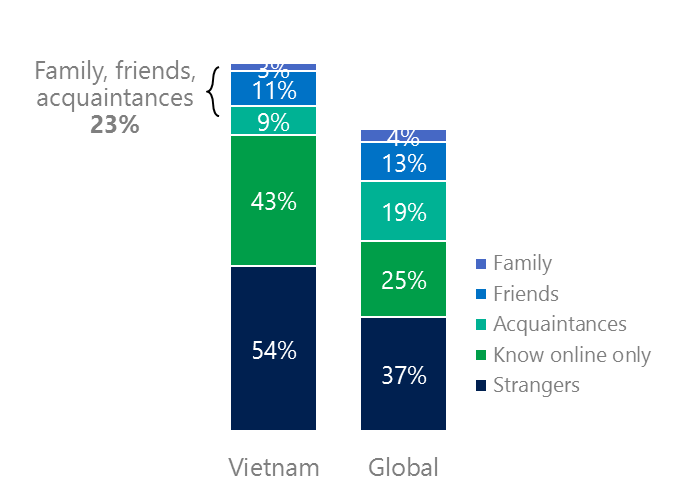 Family, friends,
acquaintances
23%
3%
11%
9%
43%
54%
4%
13%
19%
25%
37%
Family
Friends
Acquaintances
Know online only
Strangers
Vietnam
Global